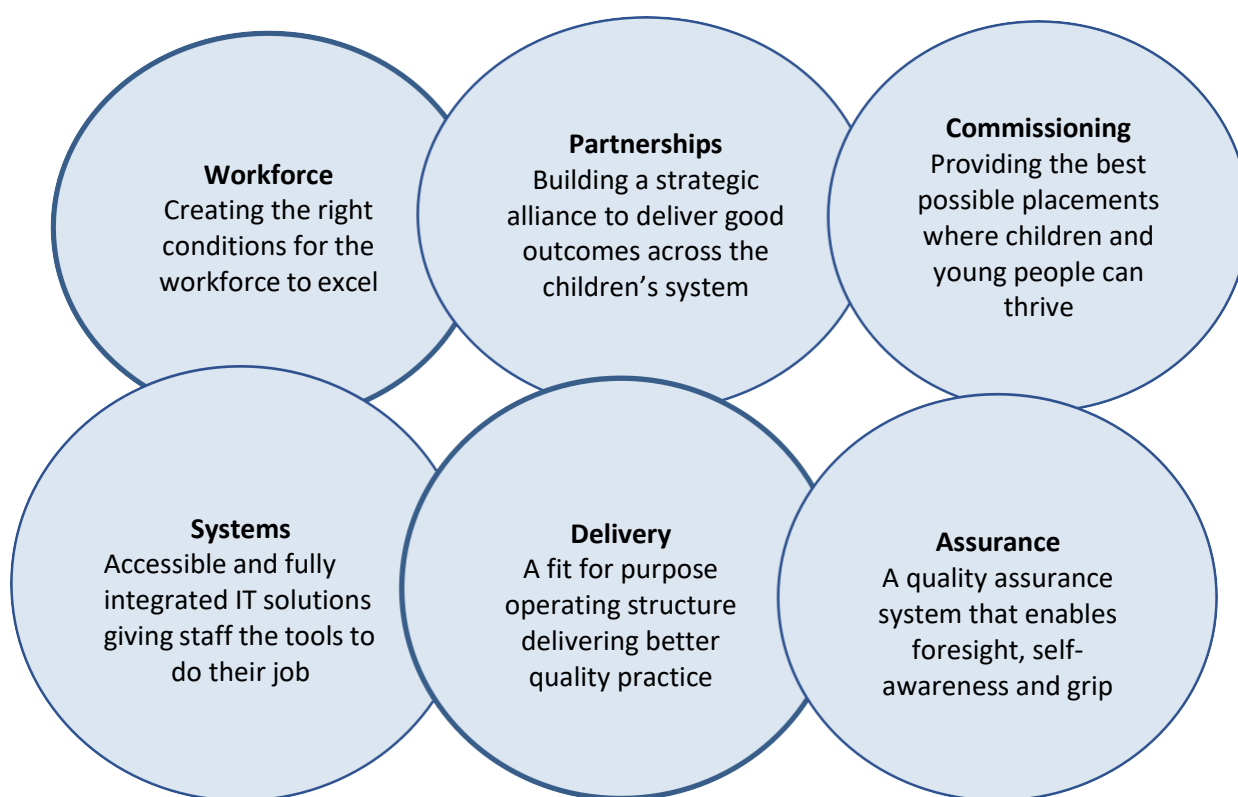 Workforce
Creating the right
conditions for the
workforce to excel
Partnerships
Building a strategic
alliance to deliver good
outcomes across the
children’s system
Commissioning
Providing the best
possible placements
where children and
young people can
thrive
Systems
Accessible and fully
integrated IT solutions
giving staff the tools to
do their job
Delivery
A fit for purpose
operating structure
delivering better
quality practice
Assurance
A quality assurance
system that enables
foresight, self-
awareness and grip